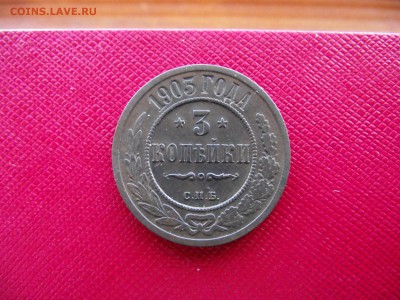 COINS.LAVE.RU
1903 ГОДА
* 3 *
КОПѢЙКИ
С.П.Б.